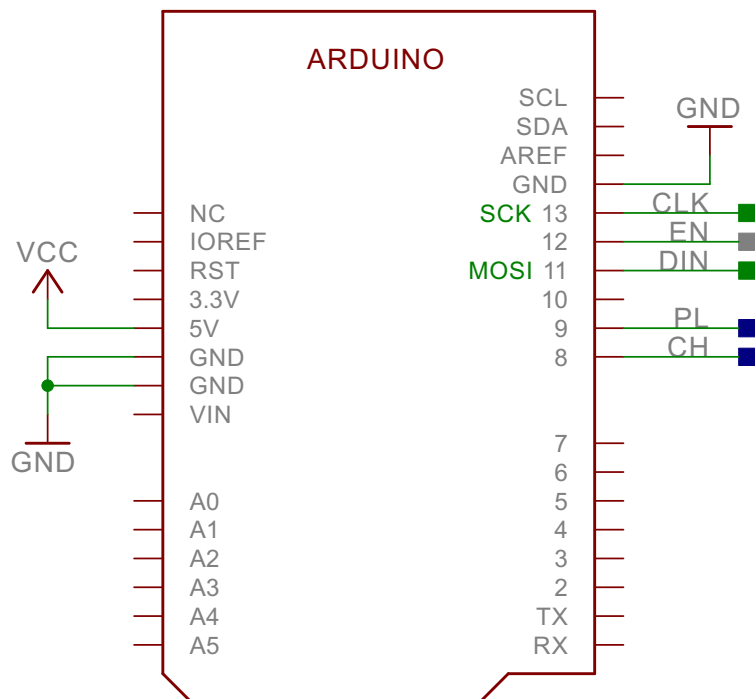 ARDUINO
SCL
GND
SDA
AREF
GND
NC
SCK 13
CLK
IOREF
12
EN
VCC
RST
MOSI 11
DIN
3.3V
10
5V
9
PL
GND
8
CH
GND
VIN
7
GND
6
A0
5
A1
4
A2
3
A3
2
A4
TX
A5
RX